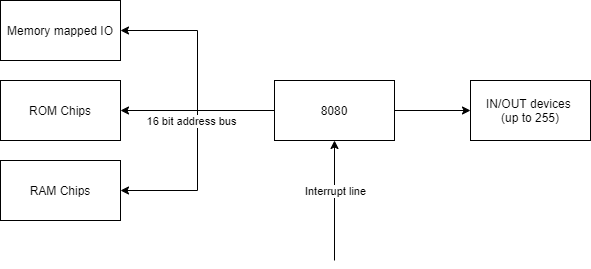 Memory mapped IO
ROM Chips
16 bit address bus
RAM Chips
8080
Interrupt line
IN/OUT devices
(up to 255)